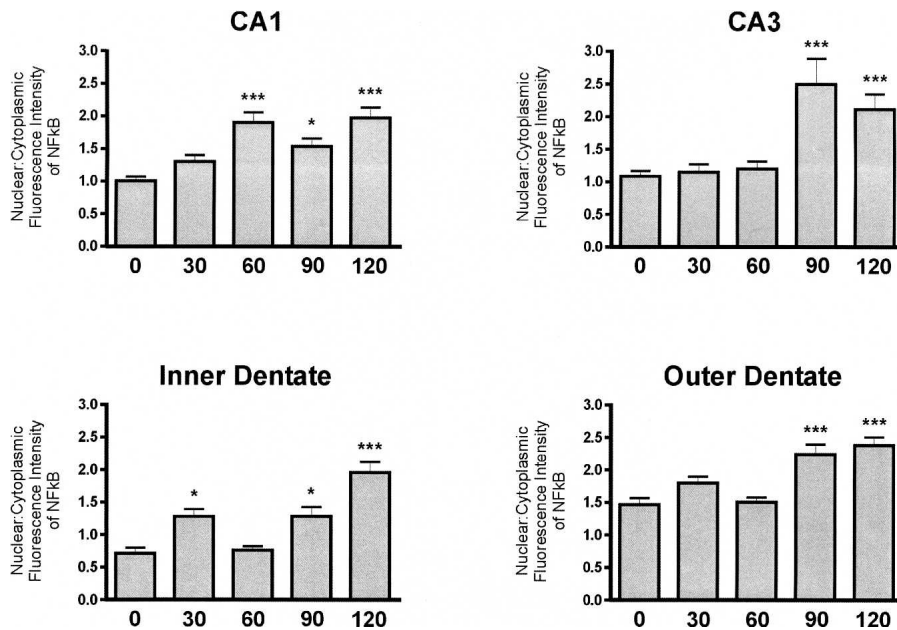 CA1
Nuclear:Cytoplasmic
Fluorescence Intensity
of NFkB
3.0
2.5
2.0
1.5
1.0
0.5
0.0
***
*
***
0 30 60 90 120
CA3
Nuclear:Cytoplasmic
Fluorescence Intensity
of NFkB
3.0
2.5
2.0
1.5
1.0
0.5
0.0
***
***
0 30 60 90 120
Inner Dentate
Nuclear:Cytoplasmic
Fluorescence Intensity
of NFkB
3.0
2.5
2.0
1.5
1.0
0.5
0.0
*
*
***
0 30 60 90 120
Outer Dentate
Nuclear:Cytoplasmic
Fluorescence Intensity
of NFkB
3.0
2.5
2.0
1.5
1.0
0.5
0.0
***
***
0 30 60 90 120